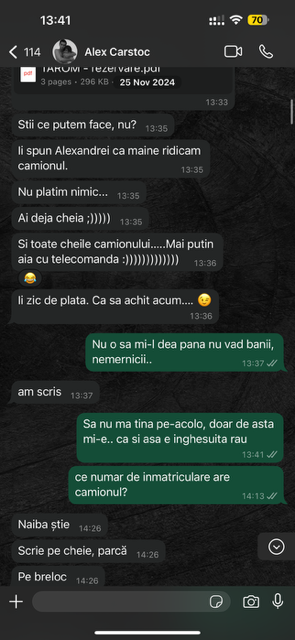 13:41
70
114
Alex Carstoc
TAROM - rezervare.pdf
pdf
3 pages • 296 KB
25 Nov 2024
13:33
Stii ce putem face, nu?
13:35
Ii spun Alexandrei ca maine ridicam
camionul.
13:35
Nu platim nimic...
13:35
Ai deja cheia ;)))))
13:35
Si toate cheile camionului.....Mai putin
aia cu telecomanda :)))))))))))))
13:36
😂
Ii zic de plata. Ca sa achit acum.... 😉
13:36
Nu o sa mi-l dea pana nu vad banii,
nemernicii..
13:37
am scris
13:37
Sa nu ma tina pe-acolo, doar de asta
mi-e.. ca si asa e inghesuita rau
13:41
ce numar de inmatriculare are
camionul?
14:13
Naiba știe
14:26
Scrie pe cheie, parcă
14:26
Pe breloc
14:26